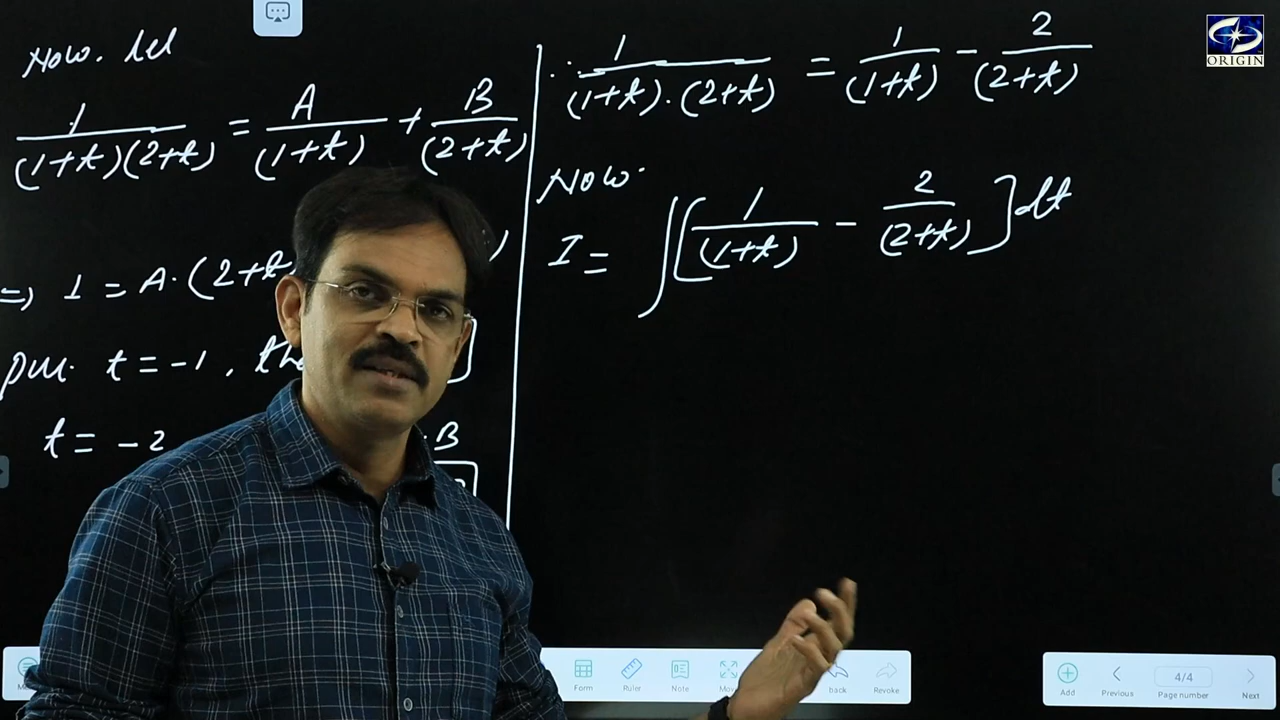 Now. let
1/(1+t)(2+t) = A/(1+t) + B/(2+t)
=> 1 = A.(2+t
put. t = -1, the
t = -2 .B
∴ 1/(1+t).(2+t) = 1/(1+t) - 2/(2+t)
Now.
I = ∫[1/(1+t) - 2/(2+t)]dt
ORIGIN
Form
Ruler
Note
Mov
back
Revoke
Add
Previous
4/4
Page number
Next